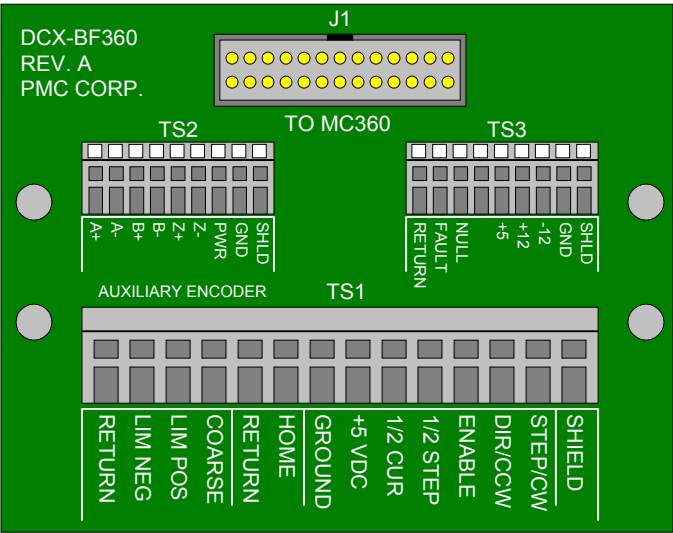 J1
DCX-BF360
REV. A
PMC CORP.
TO MC360
TS2
TS3
A+
A-
B+
B-
Z+
Z-
PWR
GND
SHLD
RETURN
FAULT
NULL
+5
+12
-12
GND
SHLD
AUXILIARY ENCODER
TS1
RETURN
LIM NEG
LIM POS
COARSE
RETURN
HOME
GROUND
+5 VDC
1/2 CUR
1/2 STEP
ENABLE
DIR/CCW
STEP/CW
SHIELD